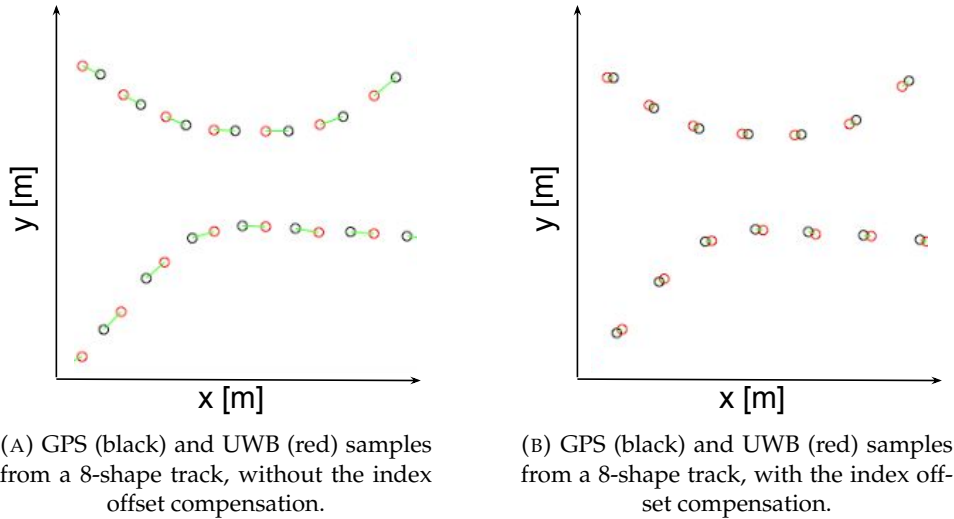 y [m]
x [m]
(A) GPS (black) and UWB (red) samples
from a 8-shape track, without the index
offset compensation.
y [m]
x [m]
(B) GPS (black) and UWB (red) samples
from a 8-shape track, with the index off-
set compensation.